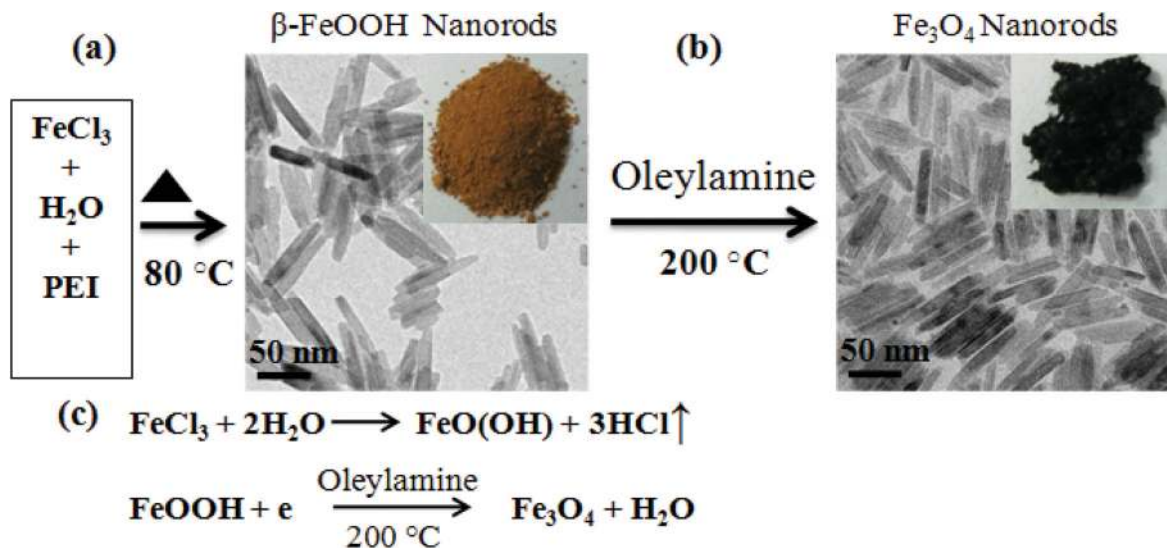 (a)
β-FeOOH Nanorods
FeCl₃
+
H₂O
+
PEI
80 °C
50 nm
(b)
Oleylamine
200 °C
Fe₃O₄ Nanorods
50 nm
(c)
FeCl₃ + 2H₂O ⟶ FeO(OH) + 3HCl↑
Oleylamine
FeOOH + e ⟶ Fe₃O₄ + H₂O
200 °C